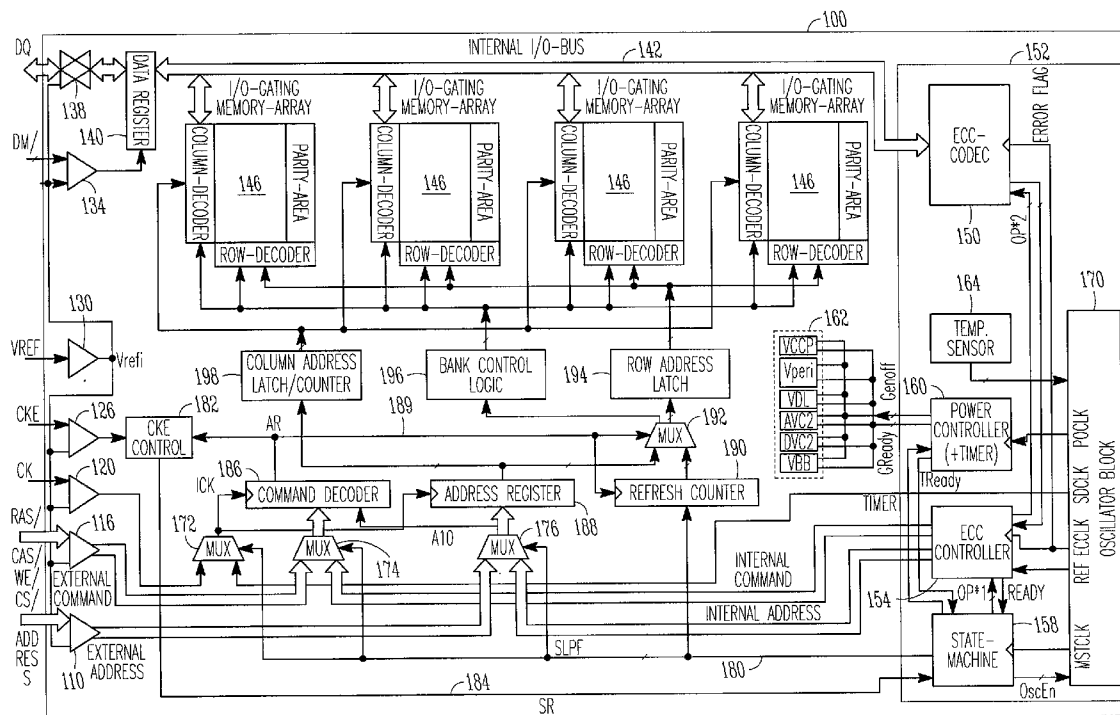 100
DQ
INTERNAL I/O-BUS
142
152
138
DATA REGISTER
140
I/O-GATING
MEMORY-ARRAY
I/O-GATING
MEMORY-ARRAY
I/O-GATING
MEMORY-ARRAY
I/O-GATING
MEMORY-ARRAY
ERROR FLAG
DM/
134
COLUMN-DECODER
146
PARITY-AREA
ROW-DECODER
COLUMN-DECODER
146
PARITY-AREA
ROW-DECODER
COLUMN-DECODER
146
PARITY-AREA
ROW-DECODER
COLUMN-DECODER
146
PARITY-AREA
ROW-DECODER
ECC-
CODEC
150
OP*2
164
170
TEMP.
SENSOR
130
VREF
Vrefi
198
COLUMN ADDRESS
LATCH/COUNTER
196
BANK CONTROL
LOGIC
194
ROW ADDRESS
LATCH
162
VCCP
Vperi
VDL
AVC2
DVC2
VBB
Genoff
GReady
160
POWER
CONTROLLER
(+TIMER)
TReady
POCLK
SDCLK
OSCILLATOR BLOCK
CKE
126
182
CKE
CONTROL
AR
189
192
MUX
190
CK
120
ICK
186
COMMAND DECODER
ADDRESS REGISTER
188
REFRESH COUNTER
TIMER
RAS/
116
172
MUX
MUX
174
A10
176
MUX
CAS/
WE/
CS/
EXTERNAL
COMMAND
INTERNAL
COMMAND
ECC
CONTROLLER
REF ECCLK
INTERNAL ADDRESS
154
OP*1
READY
158
ADD
RES
S
110
EXTERNAL ADDRESS
SLPF
180
STATE-
MACHINE
MSTCLK
184
SR
OscEn